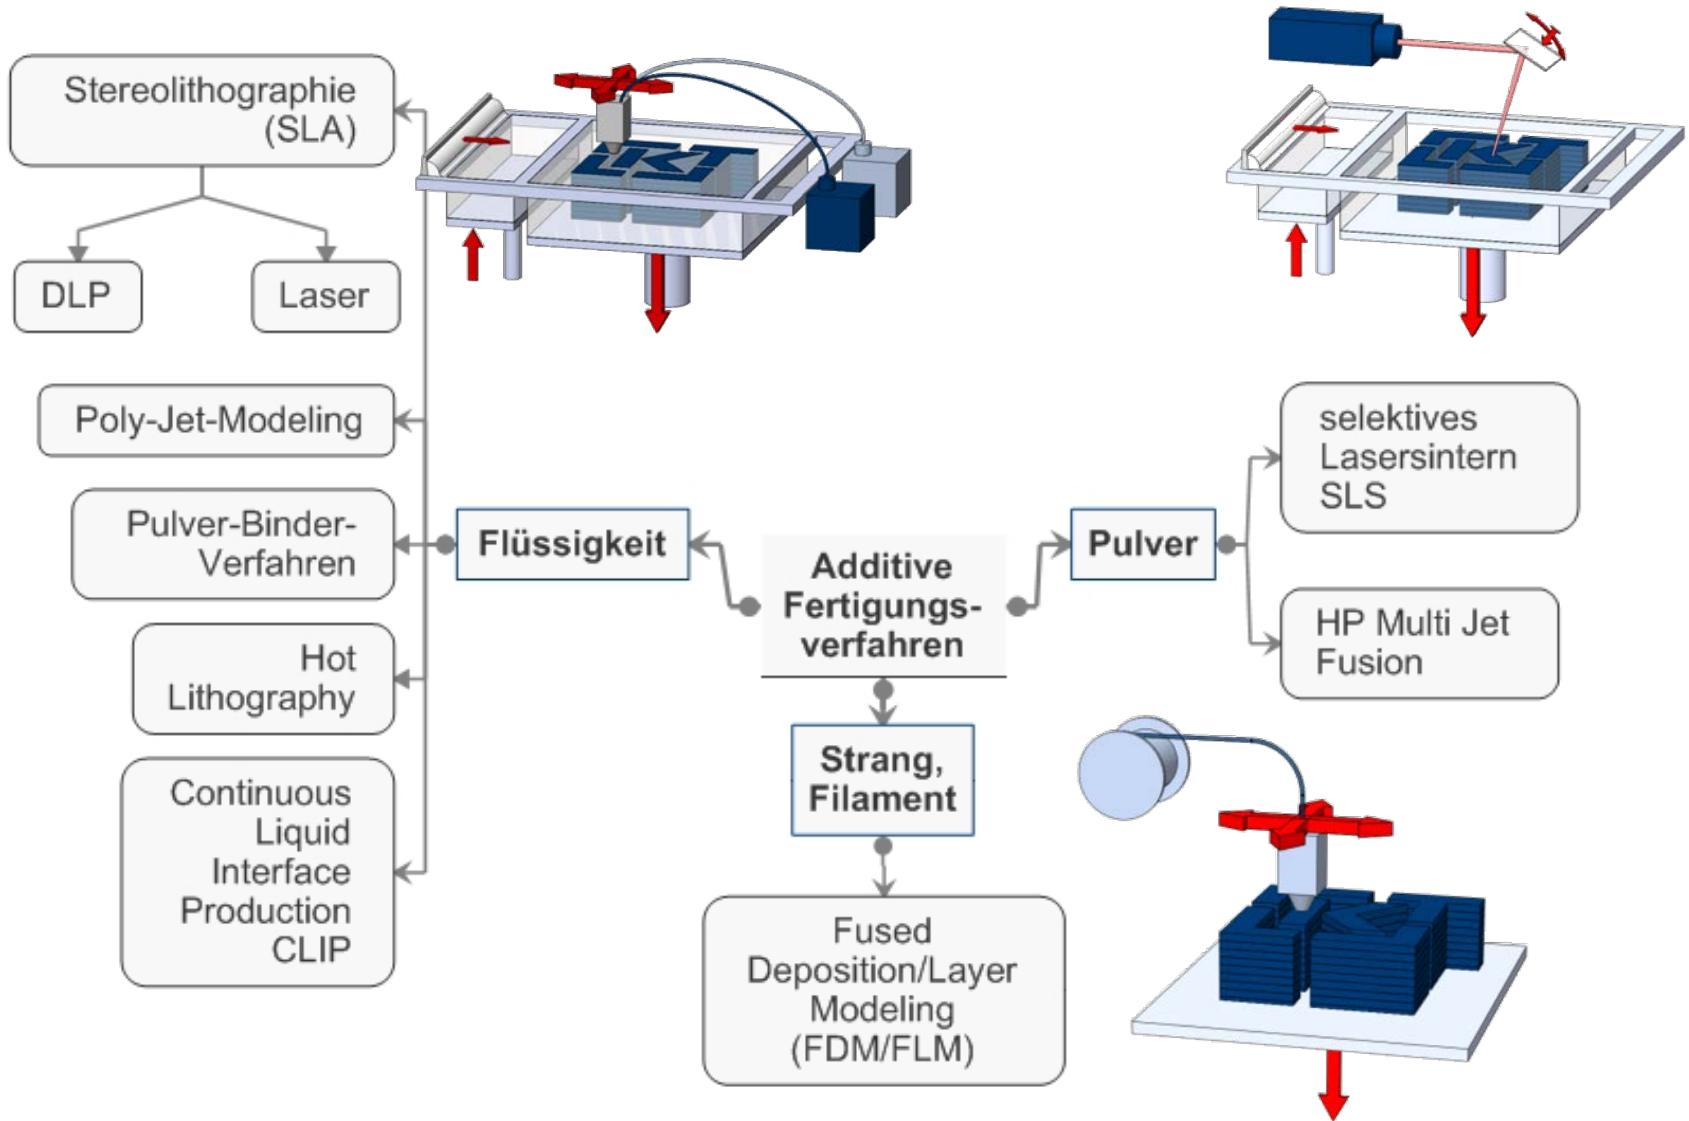 Stereolithographie
(SLA)
DLP
Laser
Poly-Jet-Modeling
Pulver-Binder-
Verfahren
Hot
Lithography
Continuous
Liquid
Interface
Production
CLIP
Flüssigkeit
Additive
Fertigungs-
verfahren
Pulver
selektives
Lasersintern
SLS
HP Multi Jet
Fusion
Strang,
Filament
Fused
Deposition/Layer
Modeling
(FDM/FLM)